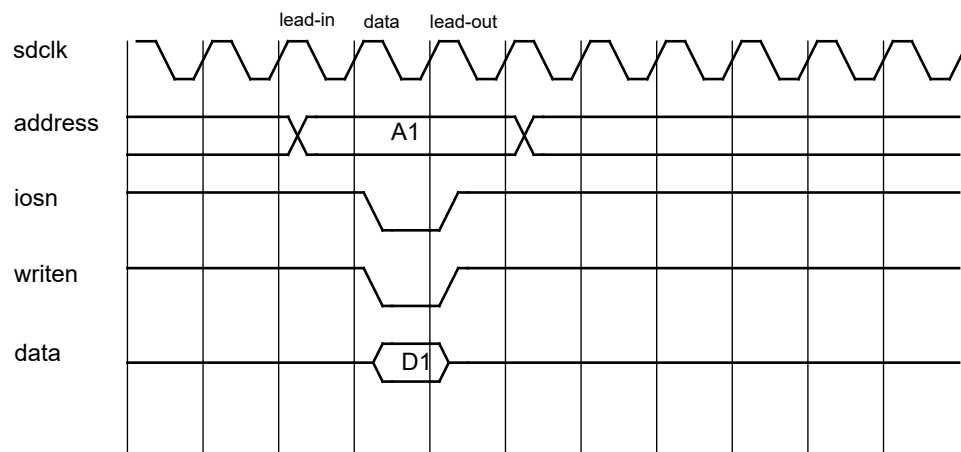 lead-in data lead-out
sdclk
address A1
iosn
writen
data D1